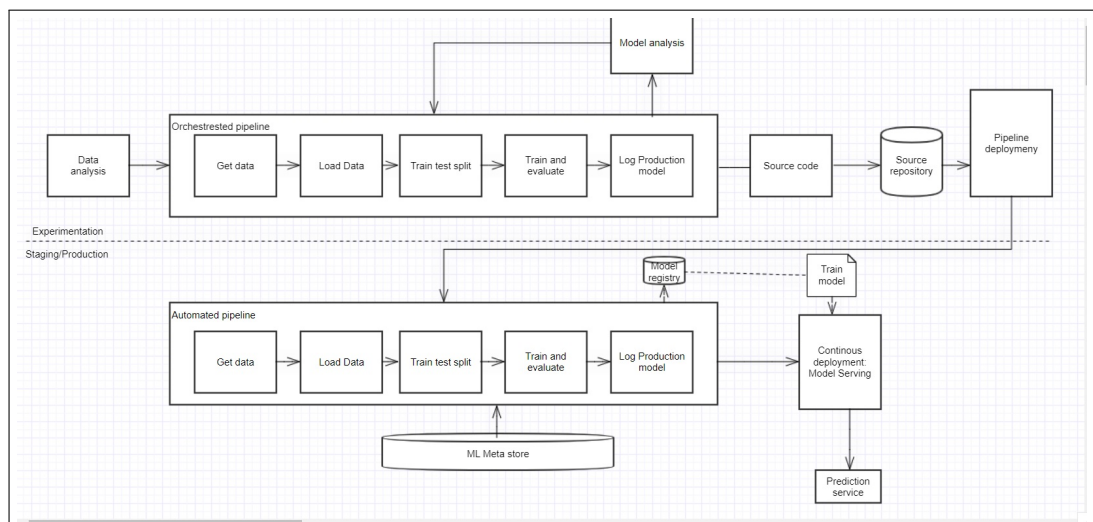 Model analysis
Orchestrested pipeline
Data
analysis
Get data
Load Data
Train test split
Train and
evaluate
Log Production
model
Source code
Source
repository
Pipeline
deploymeny
Experimentation
Staging/Production
Model
registry
Train
model
Automated pipeline
Get data
Load Data
Train test split
Train and
evaluate
Log Production
model
Continous
deployment:
Model Serving
ML Meta store
Prediction
service